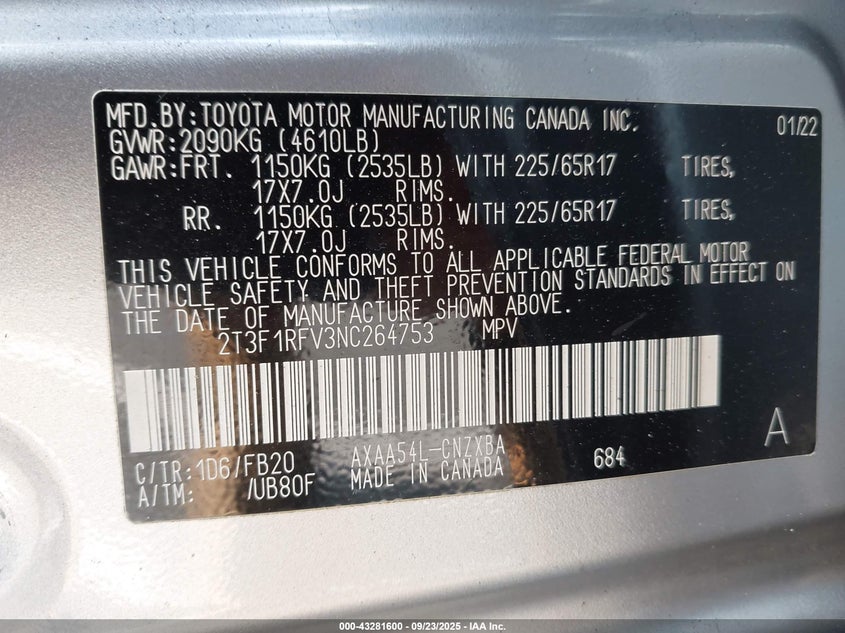 MFD.BY:TOYOTA MOTOR MANUFACTURING CANADA INC. 01/22
GVWR:2090KG (4610LB)
GAWR:FRT. 1150KG (2535LB) WITH 225/65R17 TIRES,
17X7.0J RIMS.
RR. 1150KG (2535LB) WITH 225/65R17 TIRES,
17X7.0J RIMS.
THIS VEHICLE CONFORMS TO ALL APPLICABLE FEDERAL MOTOR
VEHICLE SAFETY AND THEFT PREVENTION STANDARDS IN EFFECT ON
THE DATE OF MANUFACTURE SHOWN ABOVE.
2T3F1RFV3NC264753 MPV
A
C/TR:1D6/FB20 AXAA54L-CNZXBA 684
A/TM: /UB80F MADE IN CANADA
000-43281600 - 09/23/2025 - IAA Inc.